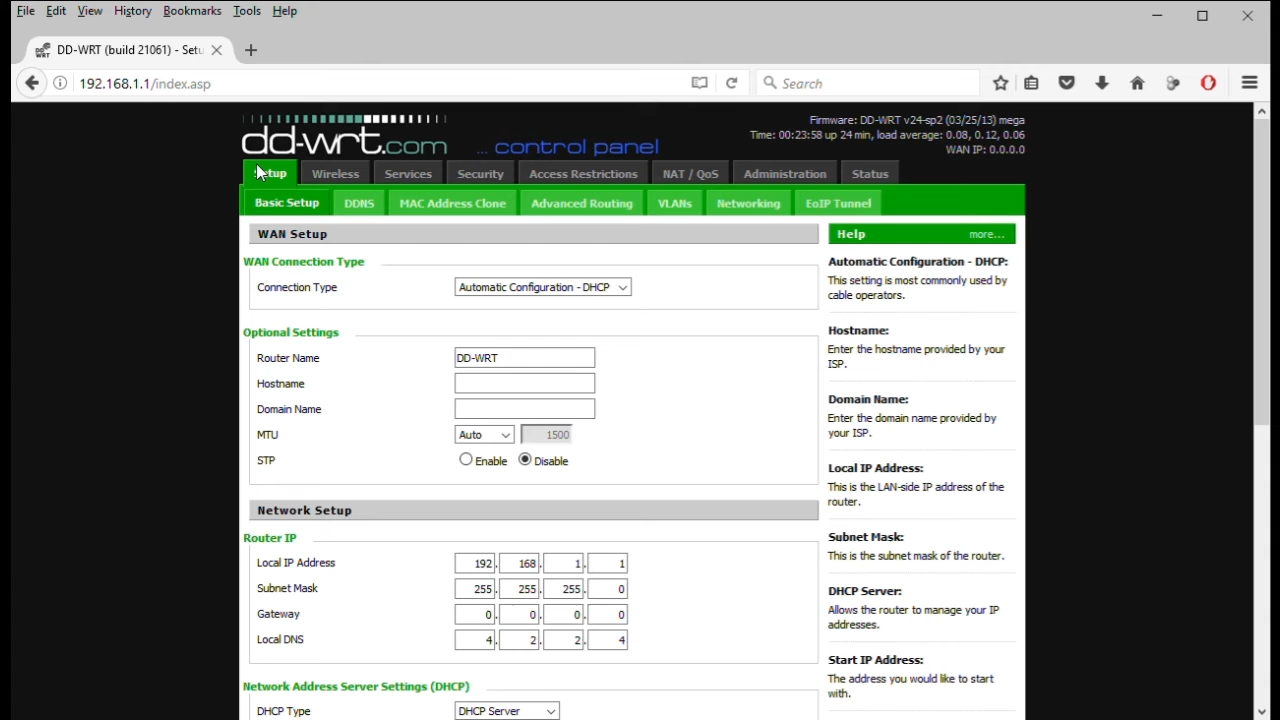 File Edit View History Bookmarks Tools Help
DD-WRT (build 21061) - Setu
192.168.1.1/index.asp
Search
dd-wrt.com ... control panel
Firmware: DD-WRT v24-sp2 (03/25/13) mega
Time: 00:23:58 up 24 min, load average: 0.08, 0.12, 0.06
WAN IP: 0.0.0.0
Setup Wireless Services Security Access Restrictions NAT / QoS Administration Status
Basic Setup DDNS MAC Address Clone Advanced Routing VLANs Networking EoIP Tunnel
WAN Setup
WAN Connection Type
Connection Type Automatic Configuration - DHCP
Optional Settings
Router Name DD-WRT
Hostname
Domain Name
MTU Auto 1500
STP Enable Disable
Network Setup
Router IP
Local IP Address 192. 168. 1. 1
Subnet Mask 255. 255. 255. 0
Gateway 0. 0. 0. 0
Local DNS 4. 2. 2. 4
Network Address Server Settings (DHCP)
DHCP Type DHCP Server
Help more...
Automatic Configuration - DHCP:
This setting is most commonly used by
cable operators.
Hostname:
Enter the hostname provided by your
ISP.
Domain Name:
Enter the domain name provided by
your ISP.
Local IP Address:
This is the LAN-side IP address of the
router.
Subnet Mask:
This is the subnet mask of the router.
DHCP Server:
Allows the router to manage your IP
addresses.
Start IP Address:
The address you would like to start
with.